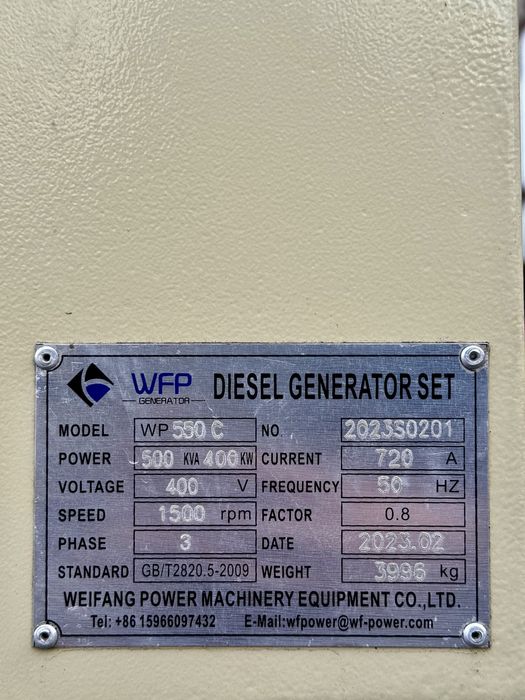 WFP GENERATOR DIESEL GENERATOR SET
MODEL WP 550 C NO. 2023S0201
POWER 500 KVA 400 KW CURRENT 720 A
VOLTAGE 400 V FREQUENCY 50 HZ
SPEED 1500 rpm FACTOR 0.8
PHASE 3 DATE 2023.02
STANDARD GB/T2820.5-2009 WEIGHT 3996 kg
WEIFANG POWER MACHINERY EQUIPMENT CO.,LTD.
Tel: +86 15966097432 E-Mail:wfpower@wf-power.com